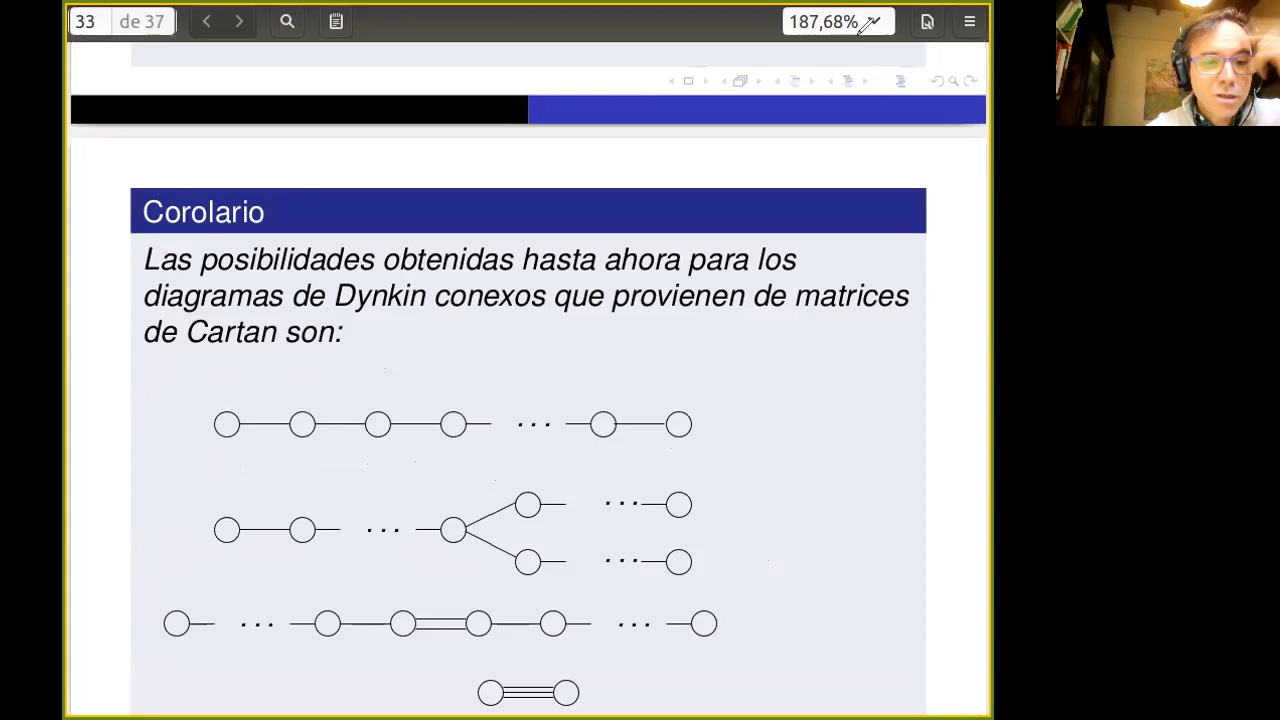 33 de 37 187,68%
Corolario
Las posibilidades obtenidas hasta ahora para los
diagramas de Dynkin conexos que provienen de matrices
de Cartan son:
...
... ...
...
... ...